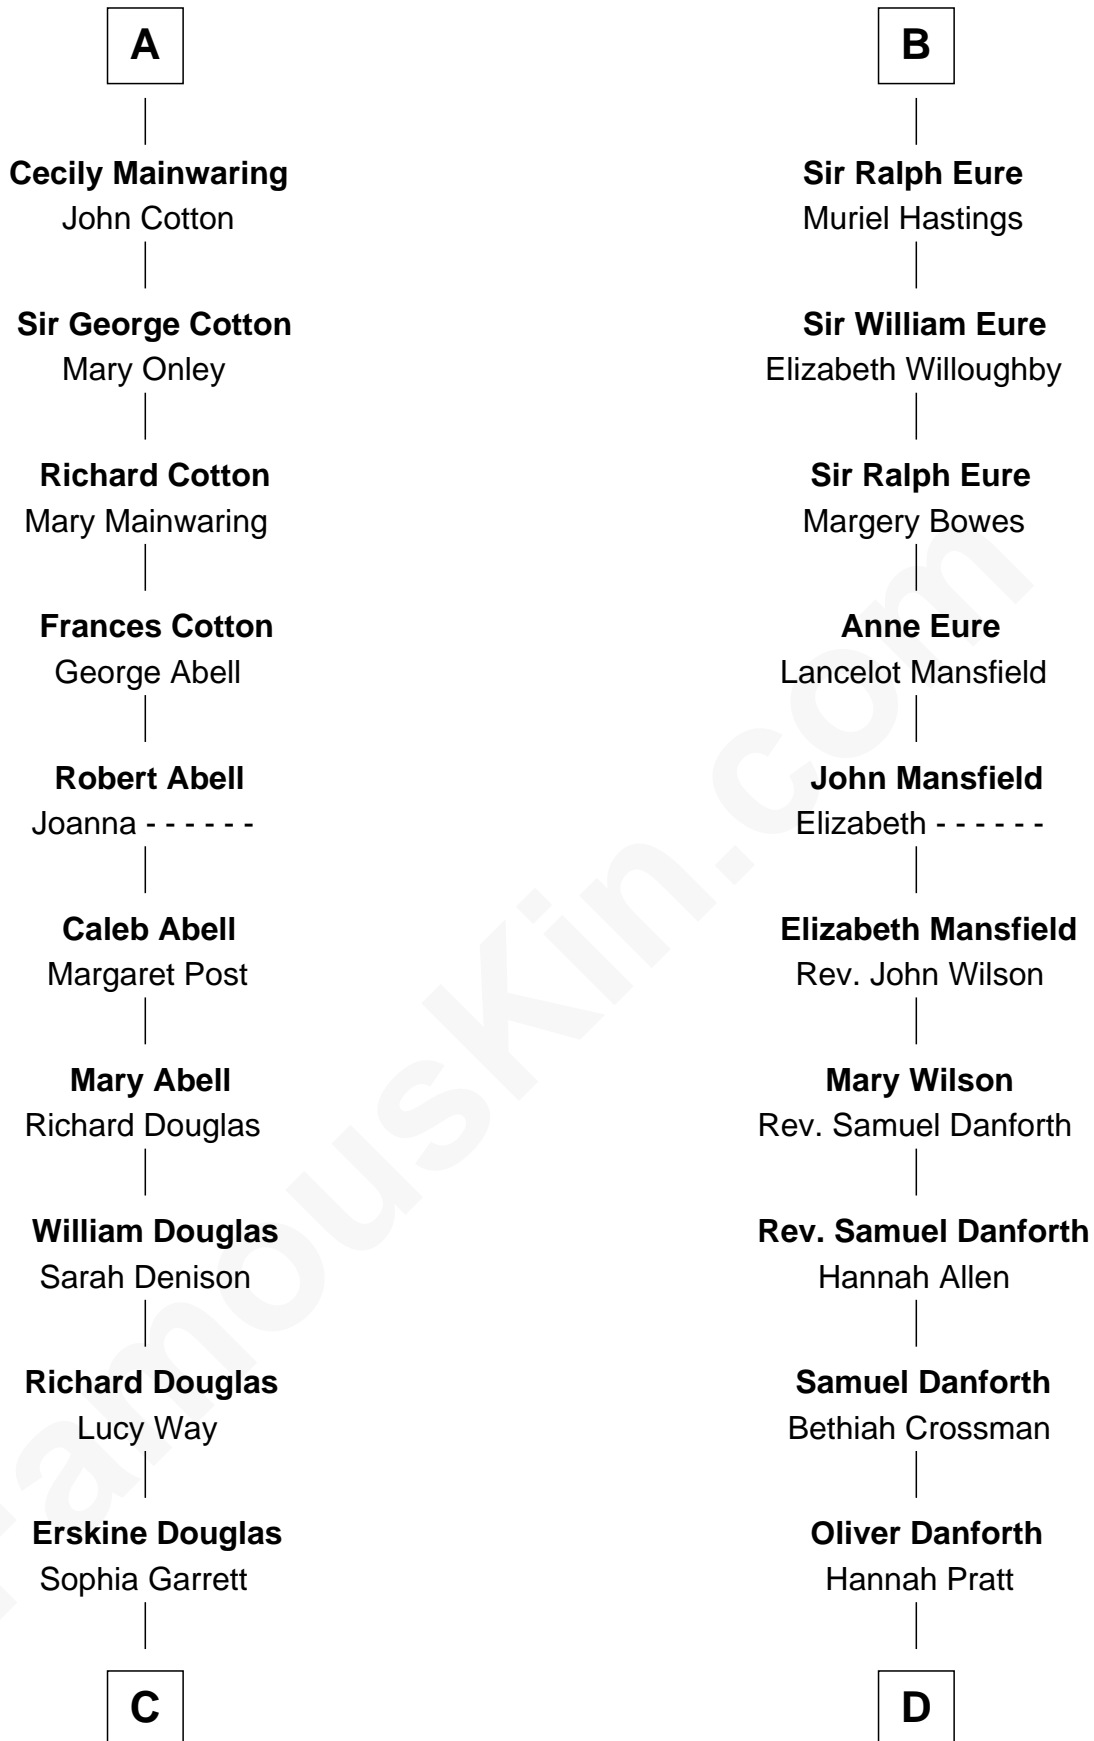 A
Cecily Mainwaring
John Cotton
Sir George Cotton
Mary Onley
Richard Cotton
Mary Mainwaring
Frances Cotton
George Abell
Robert Abell
Joanna - - - - - -
Caleb Abell
Margaret Post
Mary Abell
Richard Douglas
William Douglas
Sarah Denison
Richard Douglas
Lucy Way
Erskine Douglas
Sophia Garrett
C
B
Sir Ralph Eure
Muriel Hastings
Sir William Eure
Elizabeth Willoughby
Sir Ralph Eure
Margery Bowes
Anne Eure
Lancelot Mansfield
John Mansfield
Elizabeth - - - - - -
Elizabeth Mansfield
Rev. John Wilson
Mary Wilson
Rev. Samuel Danforth
Rev. Samuel Danforth
Hannah Allen
Samuel Danforth
Bethiah Crossman
Oliver Danforth
Hannah Pratt
D
FamousKin.com